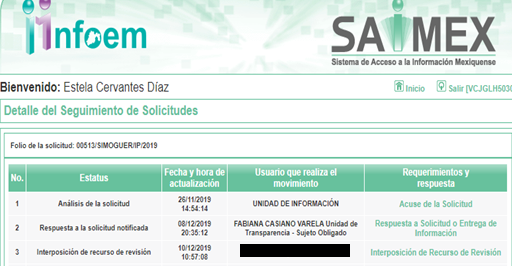 infoem
SAIMEX
Sistema de Acceso a la Información Mexiquense
Bienvenido: Estela Cervantes Díaz
Inicio Salir [VCJGLH5030
Detalle del Seguimiento de Solicitudes
Folio de la solicitud: 00513/SIMOGUER/IP/2019
No. Estatus Fecha y hora de actualización Usuario que realiza el movimiento Requerimientos y respuesta
1 Análisis de la solicitud 26/11/2019 14:54:14 UNIDAD DE INFORMACIÓN Acuse de la Solicitud
2 Respuesta a la solicitud notificada 08/12/2019 20:35:12 FABIANA CASIANO VARELA Unidad de Transparencia - Sujeto Obligado Respuesta a Solicitud o Entrega de Información
3 Interposición de recurso de revisión 10/12/2019 10:57:08 Interposición de Recurso de Revisión